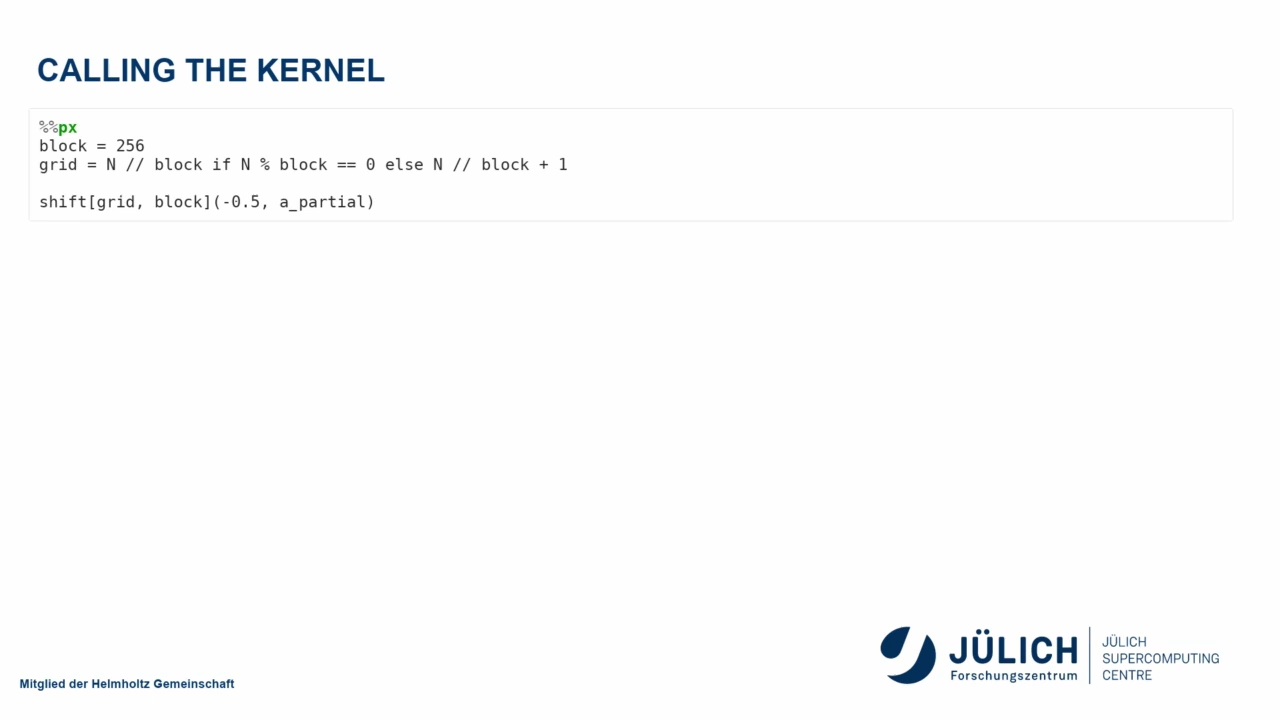 CALLING THE KERNEL
%%px
block = 256
grid = N // block if N % block == 0 else N // block + 1
shift[grid, block](-0.5, a_partial)
JÜLICH
Forschungszentrum
JÜLICH
SUPERCOMPUTING
CENTRE
Mitglied der Helmholtz Gemeinschaft